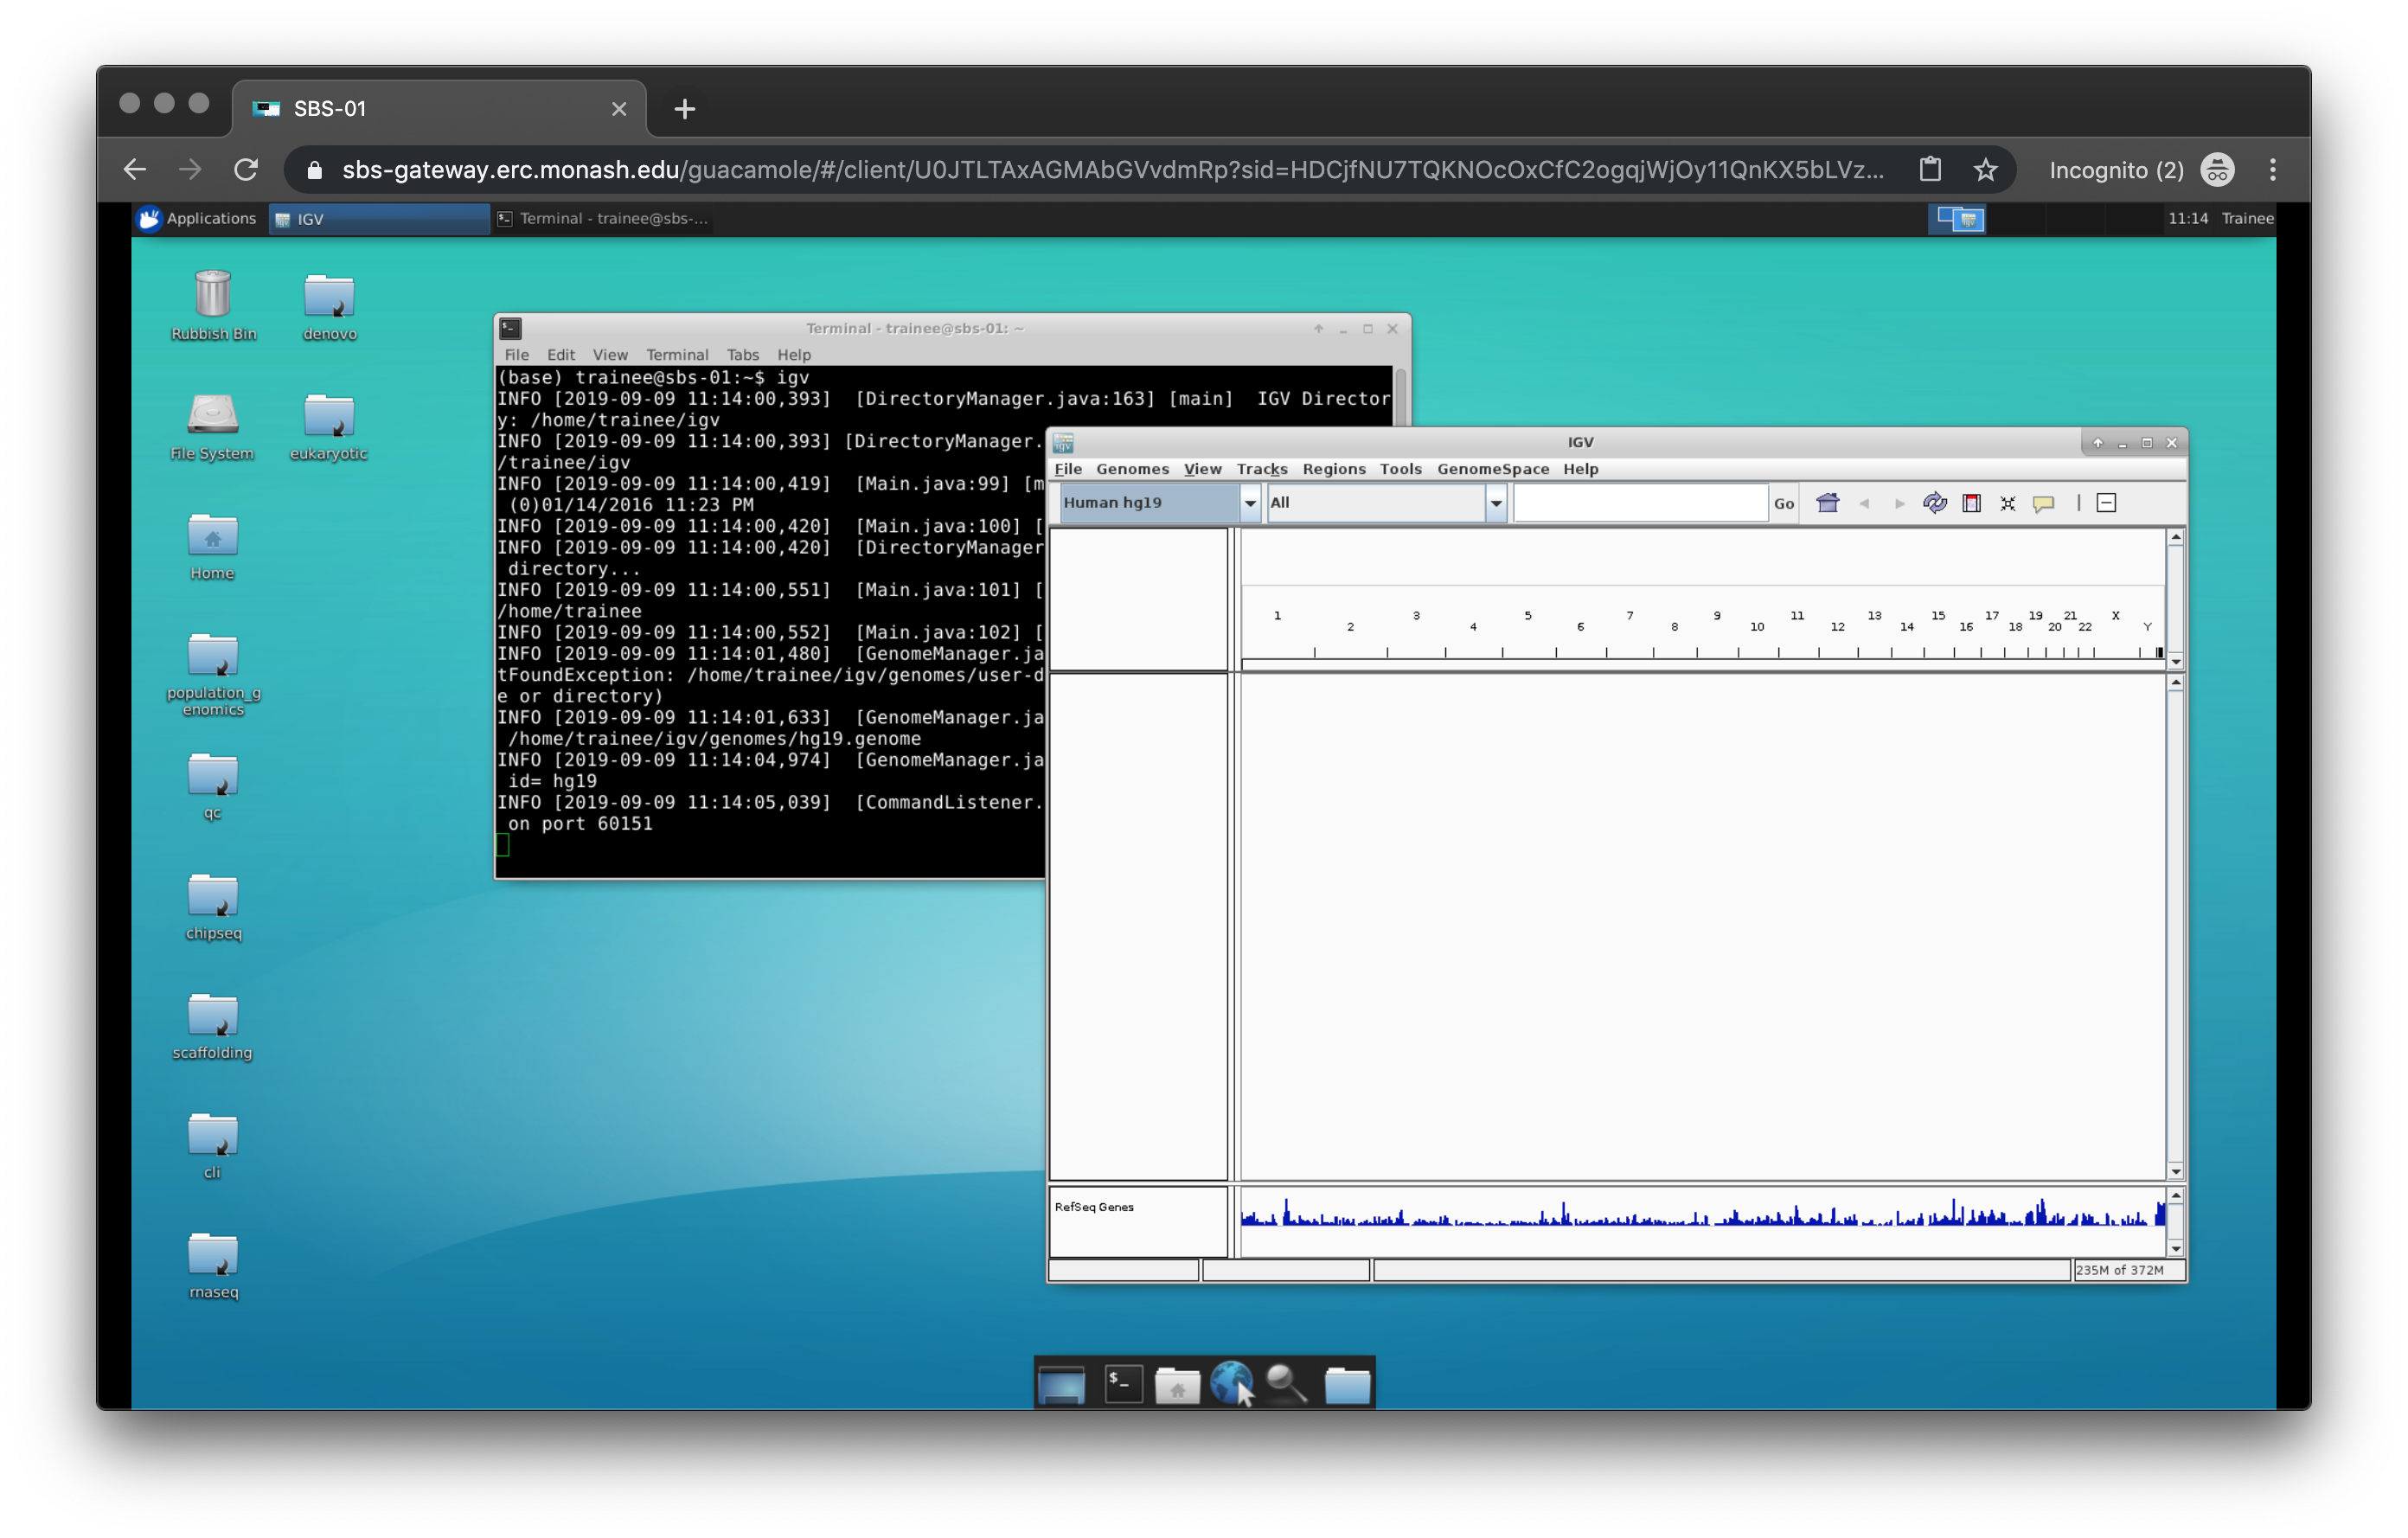 SBS-01
sbs-gateway.erc.monash.edu/guacamole/#/client/U0JTLTAxAGMAbGVvdmRp?sid=HDCjfNU7TQKNOcOxCfC2ogqjWjOy11QnKX5bLVz...
Incognito (2)
Applications
IGV
Terminal - trainee@sbs-...
11:14 Trainee
Rubbish Bin
denovo
File System
eukaryotic
Home
population_g
enomics
qc
chipseq
scaffolding
cli
rnaseq
Terminal - trainee@sbs-01: ~
File Edit View Terminal Tabs Help
(base) trainee@sbs-01:~$ igv
INFO [2019-09-09 11:14:00,393] [DirectoryManager.java:163] [main] IGV Director
y: /home/trainee/igv
INFO [2019-09-09 11:14:00,393] [DirectoryManager.
/trainee/igv
INFO [2019-09-09 11:14:00,419] [Main.java:99] [m
(0)01/14/2016 11:23 PM
INFO [2019-09-09 11:14:00,420] [Main.java:100] [
INFO [2019-09-09 11:14:00,420] [DirectoryManager
directory...
INFO [2019-09-09 11:14:00,551] [Main.java:101] [
/home/trainee
INFO [2019-09-09 11:14:00,552] [Main.java:102] [
INFO [2019-09-09 11:14:01,480] [GenomeManager.ja
tFoundException: /home/trainee/igv/genomes/user-d
e or directory)
INFO [2019-09-09 11:14:01,633] [GenomeManager.ja
/home/trainee/igv/genomes/hg19.genome
INFO [2019-09-09 11:14:04,974] [GenomeManager.ja
id= hg19
INFO [2019-09-09 11:14:05,039] [CommandListener.
on port 60151
IGV
File Genomes View Tracks Regions Tools GenomeSpace Help
Human hg19
All
Go
1 3 5 7 9 11 13 15 17 19 21 X
2 4 6 8 10 12 14 16 18 20 22 Y
RefSeq Genes
235M of 372M